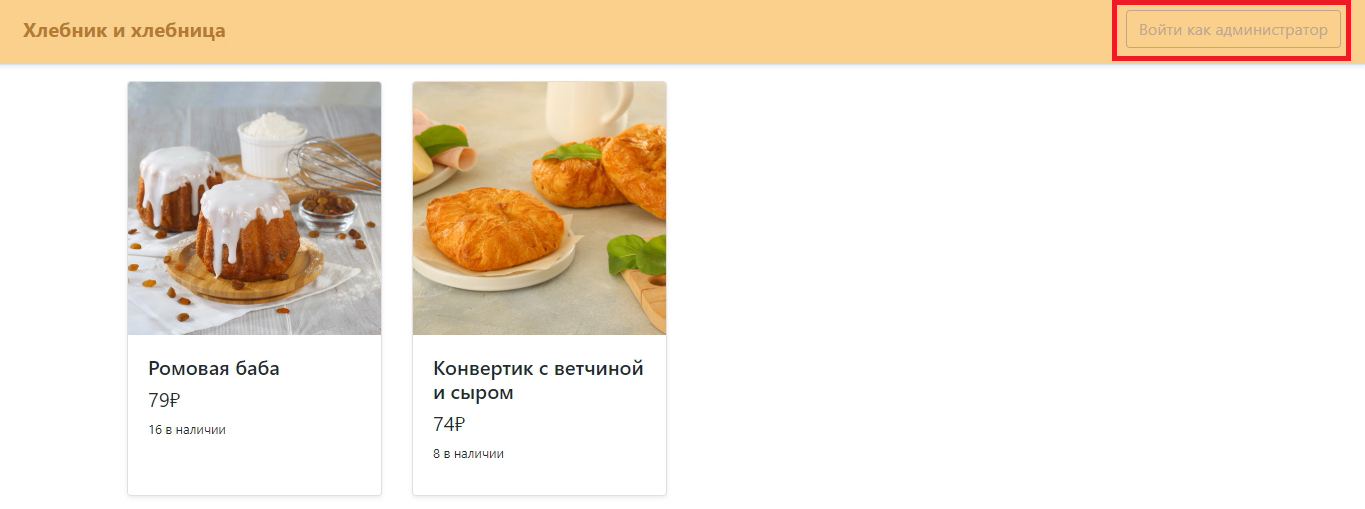 Хлебник и хлебница
Войти как администратор
Ромовая баба
79₽
16 в наличии
Конвертик с ветчиной
и сыром
74₽
8 в наличии